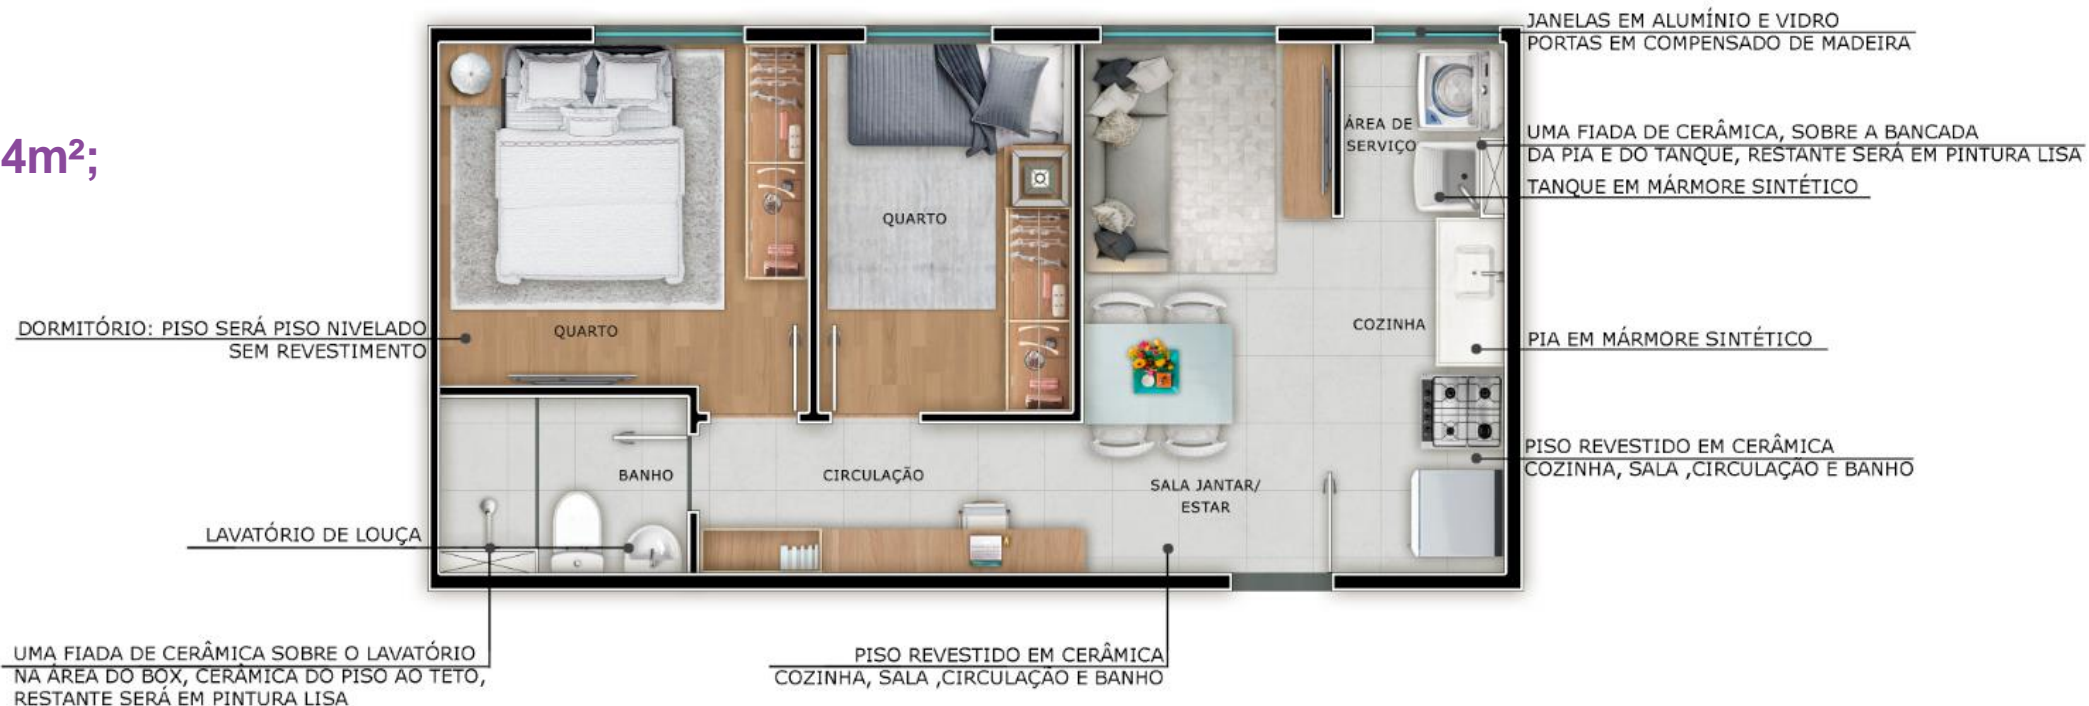 4m²;
JANELAS EM ALUMÍNIO E VIDRO
PORTAS EM COMPENSADO DE MADEIRA
ÁREA DE
SERVIÇO
UMA FIADA DE CERÂMICA, SOBRE A BANCADA
DA PIA E DO TANQUE, RESTANTE SERÁ EM PINTURA LISA
TANQUE EM MÁRMORE SINTÉTICO
QUARTO
DORMITÓRIO: PISO SERÁ PISO NIVELADO
SEM REVESTIMENTO
QUARTO
COZINHA
PIA EM MÁRMORE SINTÉTICO
PISO REVESTIDO EM CERÂMICA
COZINHA, SALA ,CIRCULAÇÃO E BANHO
BANHO
CIRCULAÇÃO
SALA JANTAR/
ESTAR
LAVATÓRIO DE LOUÇA
UMA FIADA DE CERÂMICA SOBRE O LAVATÓRIO
NA ÁREA DO BOX, CERÂMICA DO PISO AO TETO,
RESTANTE SERÁ EM PINTURA LISA
PISO REVESTIDO EM CERÂMICA
COZINHA, SALA ,CIRCULAÇÃO E BANHO